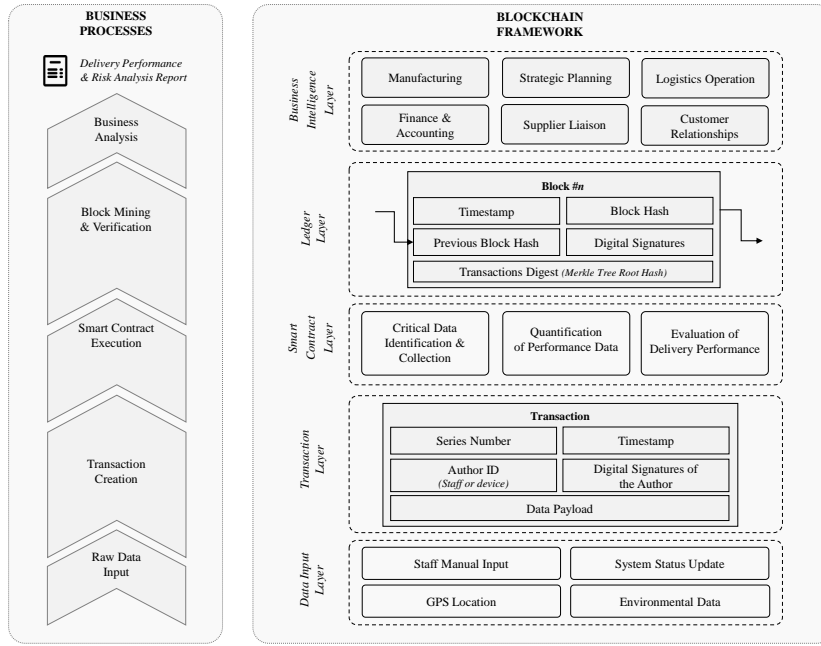 BUSINESS
PROCESSES
Delivery Performance
& Risk Analysis Report
Business
Analysis
Block Mining
& Verification
Smart Contract
Execution
Transaction
Creation
Raw Data
Input
BLOCKCHAIN
FRAMEWORK
Business
Intelligence
Layer
Manufacturing
Strategic Planning
Logistics Operation
Finance &
Accounting
Supplier Liaison
Customer
Relationships
Ledger
Layer
Block #n
Timestamp
Block Hash
Previous Block Hash
Digital Signatures
Transactions Digest (Merkle Tree Root Hash)
Smart
Contract
Layer
Critical Data
Identification &
Collection
Quantification
of Performance Data
Evaluation of
Delivery Performance
Transaction
Layer
Transaction
Series Number
Timestamp
Author ID
(Staff or device)
Digital Signatures of
the Author
Data Payload
Data Input
Layer
Staff Manual Input
System Status Update
GPS Location
Environmental Data